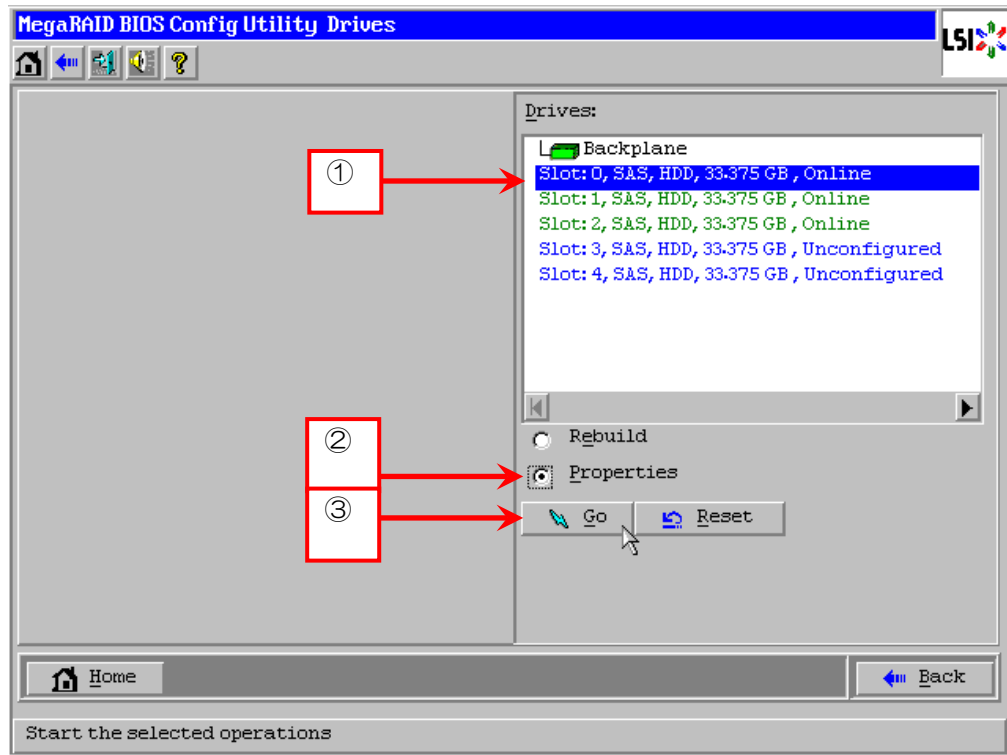 MegaRAID BIOS Config Utility Drives
LSI
Drives:
Backplane
①
Slot: 0, SAS, HDD, 33.375 GB , Online
Slot: 1, SAS, HDD, 33.375 GB , Online
Slot: 2, SAS, HDD, 33.375 GB , Online
Slot: 3, SAS, HDD, 33.375 GB , Unconfigured
Slot: 4, SAS, HDD, 33.375 GB , Unconfigured
②
Rebuild
Properties
③
Go
Reset
Home
Back
Start the selected operations